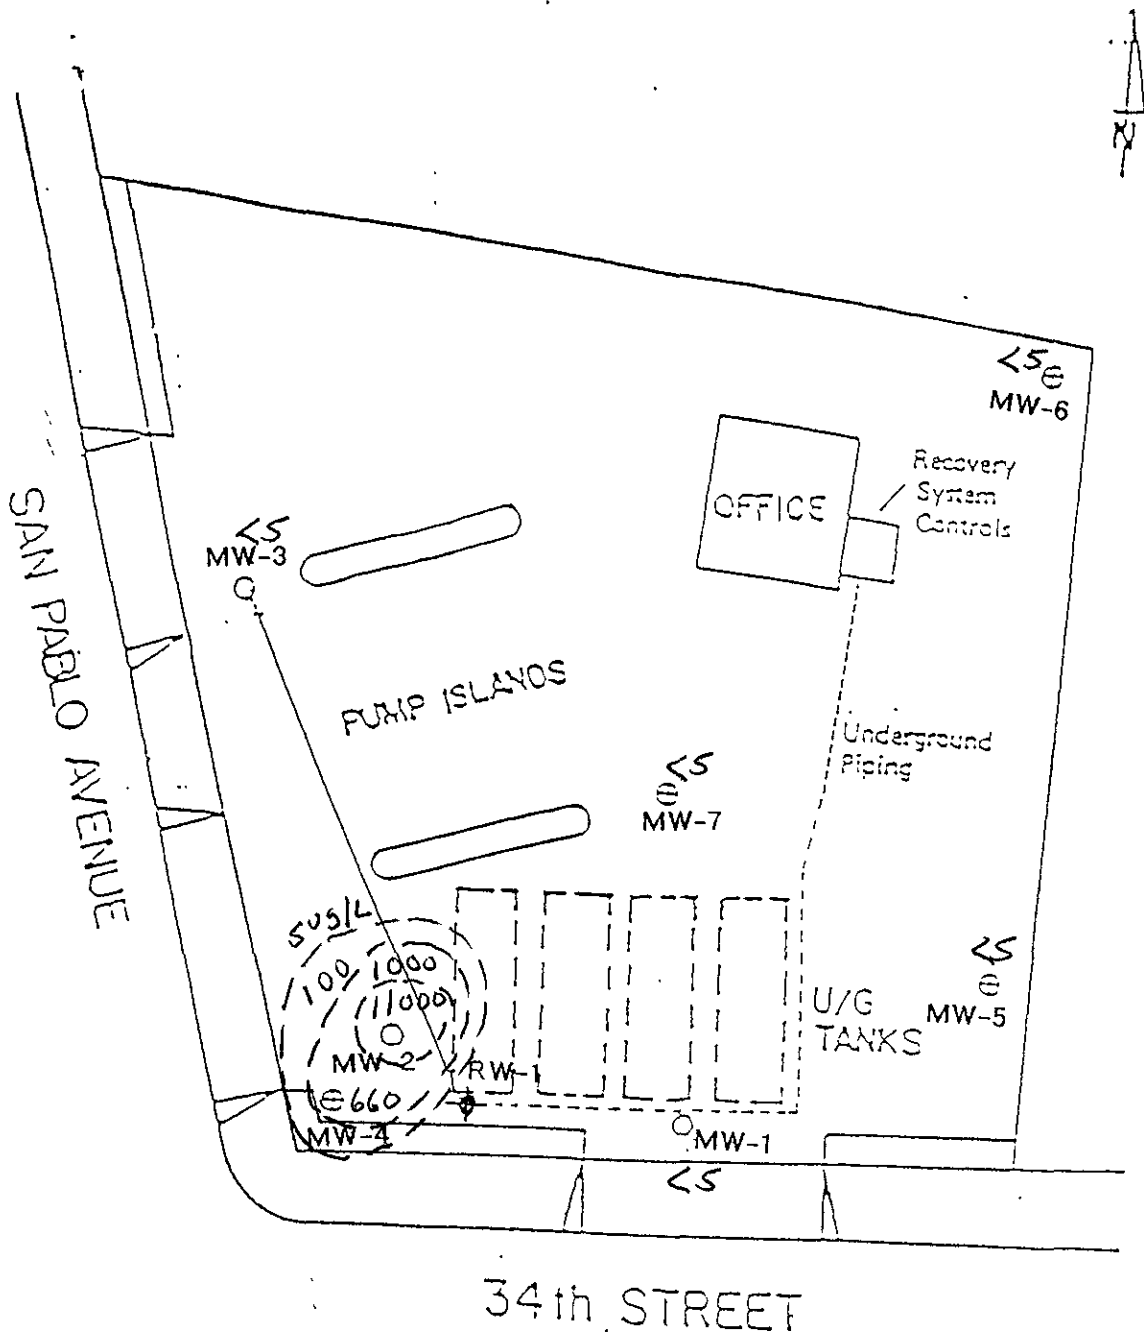 N
<5
MW-6
Recovery
System
Controls
OFFICE
<5
MW-3
SAN PABLO AVENUE
PUMP ISLANDS
Underground
Piping
<5
MW-7
5 ug/L
100
1000
<5
MW-5
1000
U/G
TANKS
MW-2
RW-1
660
MW-4
MW-1
<5
34th STREET